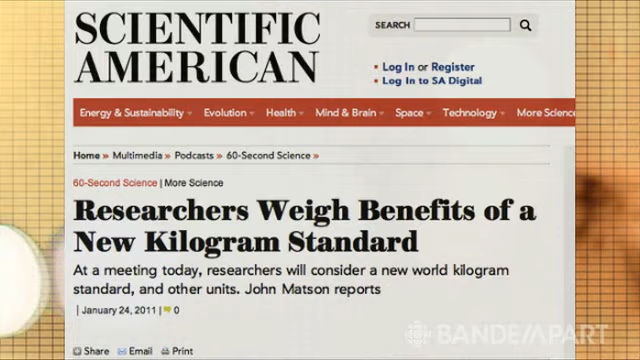 SCIENTIFIC
AMERICAN
SEARCH
Log In or Register
Log In to SA Digital
Energy & Sustainability
Evolution
Health
Mind & Brain
Space
Technology
More Science
Home » Multimedia » Podcasts » 60-Second Science »
60-Second Science | More Science
Researchers Weigh Benefits of a
New Kilogram Standard
At a meeting today, researchers will consider a new world kilogram
standard, and other units. John Matson reports
| January 24, 2011 | 0
Share Email Print
BANDEAPART